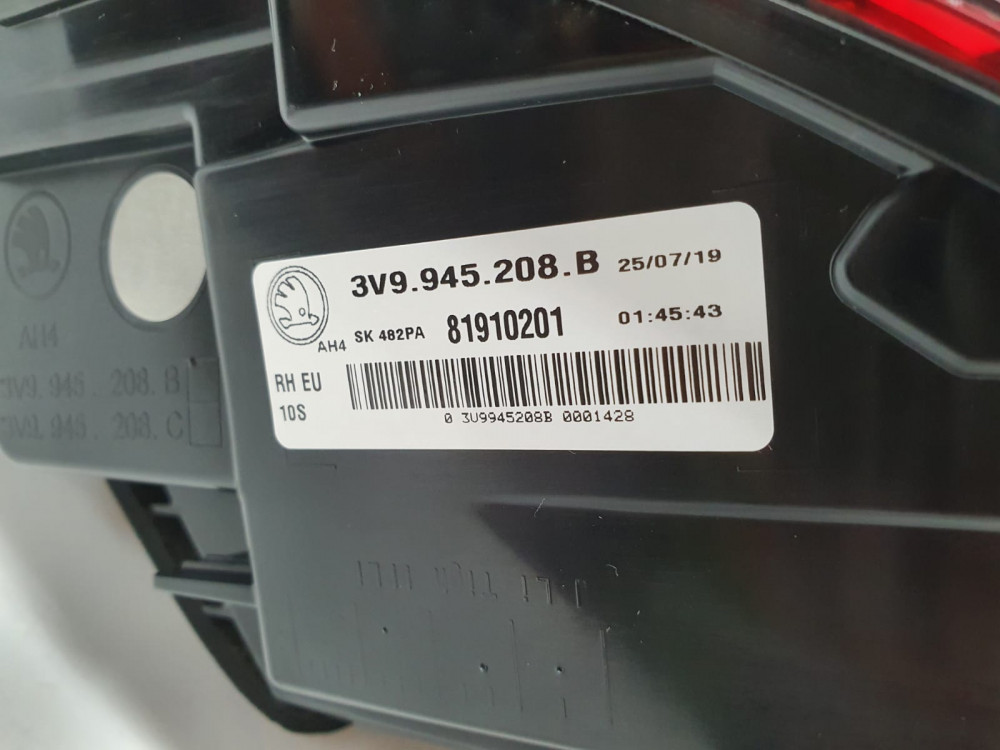 3V9.945.208.B 25/07/19
AH4 SK 482PA 81910201 01:45:43
RH EU
10S
0 3V9945208B 0001428
AH4
3V9.945.208.B
3V9.945.208.C